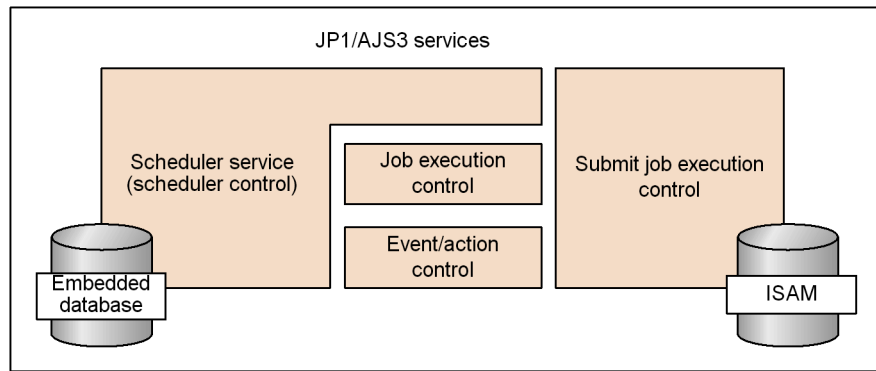 JP1/AJS3 services
Scheduler service
(scheduler control)
Job execution
control
Submit job execution
control
Event/action
control
Embedded
database
ISAM